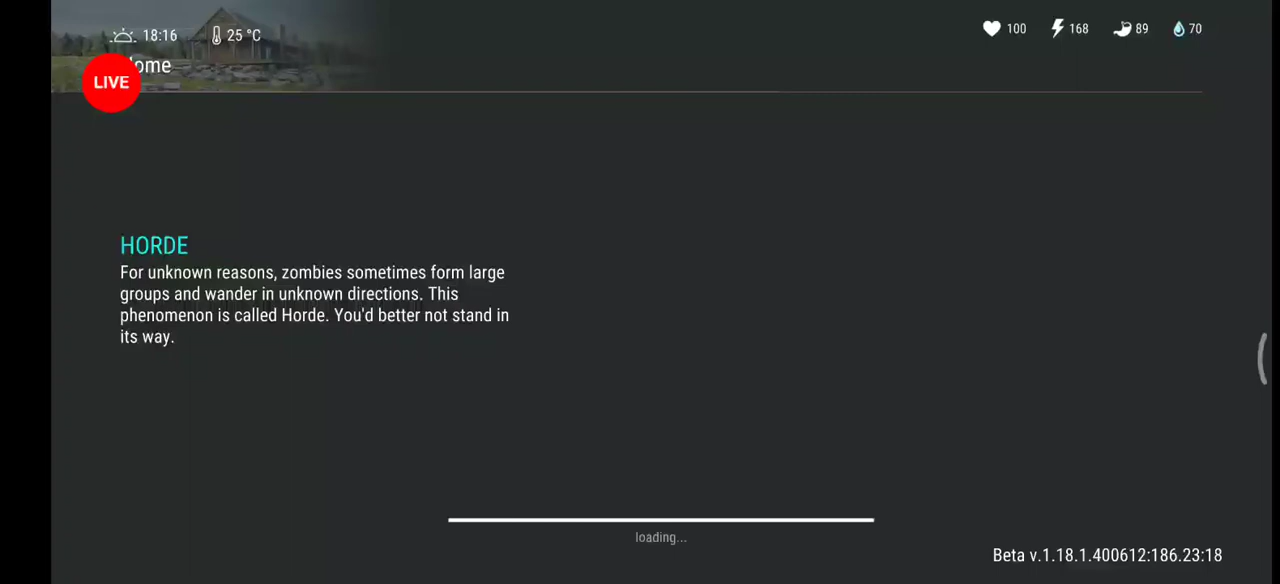 18:16 25 °C 100 168 89 70
ome
LIVE
HORDE
For unknown reasons, zombies sometimes form large
groups and wander in unknown directions. This
phenomenon is called Horde. You'd better not stand in
its way.
loading...
Beta v.1.18.1.400612:186.23:18